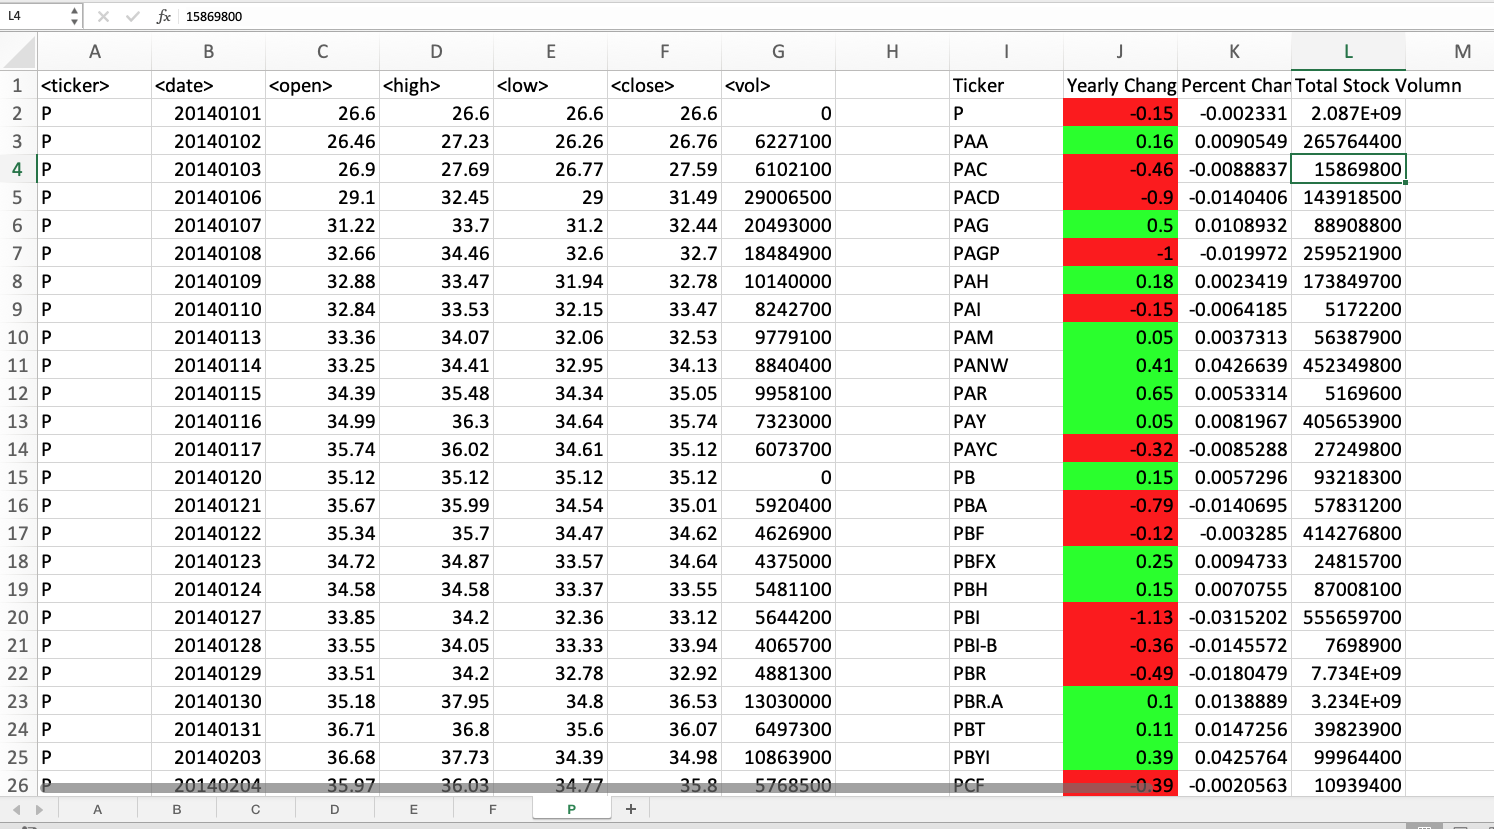 L4 fx 15869800
A B C D E F G H I J K L M
1 <ticker> <date> <open> <high> <low> <close> <vol> Ticker Yearly Chang Percent Chan Total Stock Volumn
2 P 20140101 26.6 26.6 26.6 26.6 0 P -0.15 -0.002331 2.087E+09
3 P 20140102 26.46 27.23 26.26 26.76 6227100 PAA 0.16 0.0090549 265764400
4 P 20140103 26.9 27.69 26.77 27.59 6102100 PAC -0.46 -0.0088837 15869800
5 P 20140106 29.1 32.45 29 31.49 29006500 PACD -0.9 -0.0140406 143918500
6 P 20140107 31.22 33.7 31.2 32.44 20493000 PAG 0.5 0.0108932 88908800
7 P 20140108 32.66 34.46 32.6 32.7 18484900 PAGP -1 -0.019972 259521900
8 P 20140109 32.88 33.47 31.94 32.78 10140000 PAH 0.18 0.0023419 173849700
9 P 20140110 32.84 33.53 32.15 33.47 8242700 PAI -0.15 -0.0064185 5172200
10 P 20140113 33.36 34.07 32.06 32.53 9779100 PAM 0.05 0.0037313 56387900
11 P 20140114 33.25 34.41 32.95 34.13 8840400 PANW 0.41 0.0426639 452349800
12 P 20140115 34.39 35.48 34.34 35.05 9958100 PAR 0.65 0.0053314 5169600
13 P 20140116 34.99 36.3 34.64 35.74 7323000 PAY 0.05 0.0081967 405653900
14 P 20140117 35.74 36.02 34.61 35.12 6073700 PAYC -0.32 -0.0085288 27249800
15 P 20140120 35.12 35.12 35.12 35.12 0 PB 0.15 0.0057296 93218300
16 P 20140121 35.67 35.99 34.54 35.01 5920400 PBA -0.79 -0.0140695 57831200
17 P 20140122 35.34 35.7 34.47 34.62 4626900 PBF -0.12 -0.003285 414276800
18 P 20140123 34.72 34.87 33.57 34.76 4375000 PBFX 0.25 0.0094733 24815700
19 P 20140124 34.58 34.58 33.37 33.55 5481100 PBH 0.15 0.0070755 87008100
20 P 20140127 33.85 34.2 32.36 33.12 5644200 PBI -1.13 -0.0315202 555659700
21 P 20140128 33.55 34.05 33.33 33.94 4065700 PBI-B -0.36 -0.0145572 7698900
22 P 20140129 33.51 34.2 32.78 32.92 4881300 PBR -0.49 -0.0180479 7.734E+09
23 P 20140130 35.18 37.95 34.8 36.53 13030000 PBR.A 0.1 0.0138889 3.234E+09
24 P 20140131 36.71 36.8 35.6 36.07 6497300 PBT 0.11 0.0147256 39823900
25 P 20140203 36.68 37.73 34.39 34.98 10863900 PBYI 0.39 0.0425764 99964400
26 P 20140204 35.97 36.03 34.77 35.8 5768500 PCF -0.39 -0.0020563 10939400
A B C D E F P +